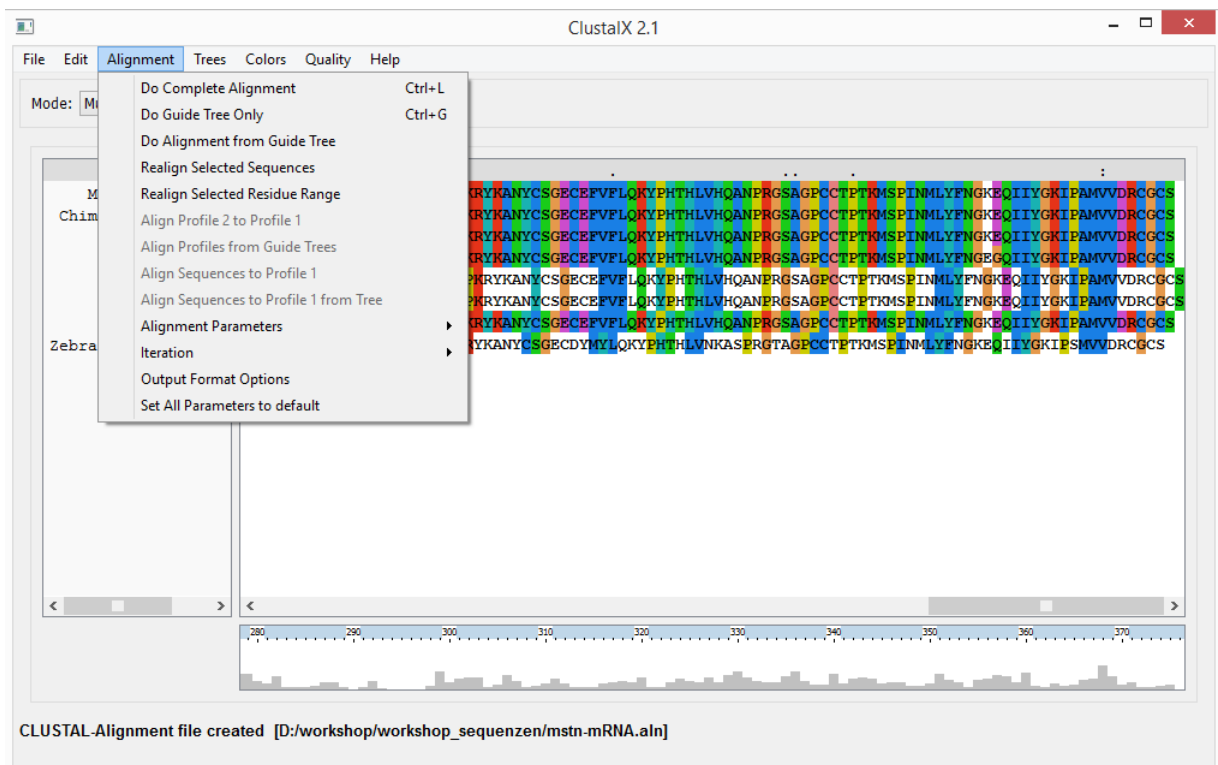 ClustalX 2.1
File Edit Alignment Trees Colors Quality Help
Mode: Mu
Do Complete Alignment Ctrl+L
Do Guide Tree Only Ctrl+G
Do Alignment from Guide Tree
Realign Selected Sequences
Realign Selected Residue Range
Align Profile 2 to Profile 1
Align Profiles from Guide Trees
Align Sequences to Profile 1
Align Sequences to Profile 1 from Tree
Alignment Parameters
Iteration
Output Format Options
Set All Parameters to default
. . . . :
M KRYKANYCSGECEFVFLQKYPHTHLVHQANPRGSAGPCCTPTKMSPINMLYFNGKEQIIYGKIPAMVVDRCGCS
Chim KRYKANYCSGECEFVFLQKYPHTHLVHQANPRGSAGPCCTPTKMSPINMLYFNGKEQIIYGKIPAMVVDRCGCS
KRYKANYCSGECEFVFLQKYPHTHLVHQANPRGSAGPCCTPTKMSPINMLYFNGKEQIIYGKIPAMVVDRCGCS
KRYKANYCSGECEFVFLQKYPHTHLVHQANPRGSAGPCCTPTKMSPINMLYFNGEGQIIYGKIPAMVVDRCGCS
PKRYKANYCSGECEFVFLQKYPHTHLVHQANPRGSAGPCCTPTKMSPINMLYFNGKEQIIYGKIPAMVVDRCGCS
PKRYKANYCSGECEFVFLQKYPHTHLVHQANPRGSAGPCCTPTKMSPINMLYFNGKEQIIYGKIPAMVVDRCGCS
KRYKANYCSGECEFVFLQKYPHTHLVHQANPRGSAGPCCTPTKMSPINMLYFNGKEQIIYGKIPAMVVDRCGCS
Zebra RYKANYCSGECDYMYLQKYPHTHLVNKASPRGTAGPCCTPTKMSPINMLYFNGKEQIIYGKIPSMVVDRCGCS
280 290 300 310 320 330 340 350 360 370
CLUSTAL-Alignment file created [D:/workshop/workshop_sequenzen/mstn-mRNA.aln]